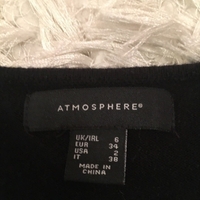 ATMOSPHERE®
UK/IRL 6
EUR 34
USA 2
IT 38
MADE IN
CHINA